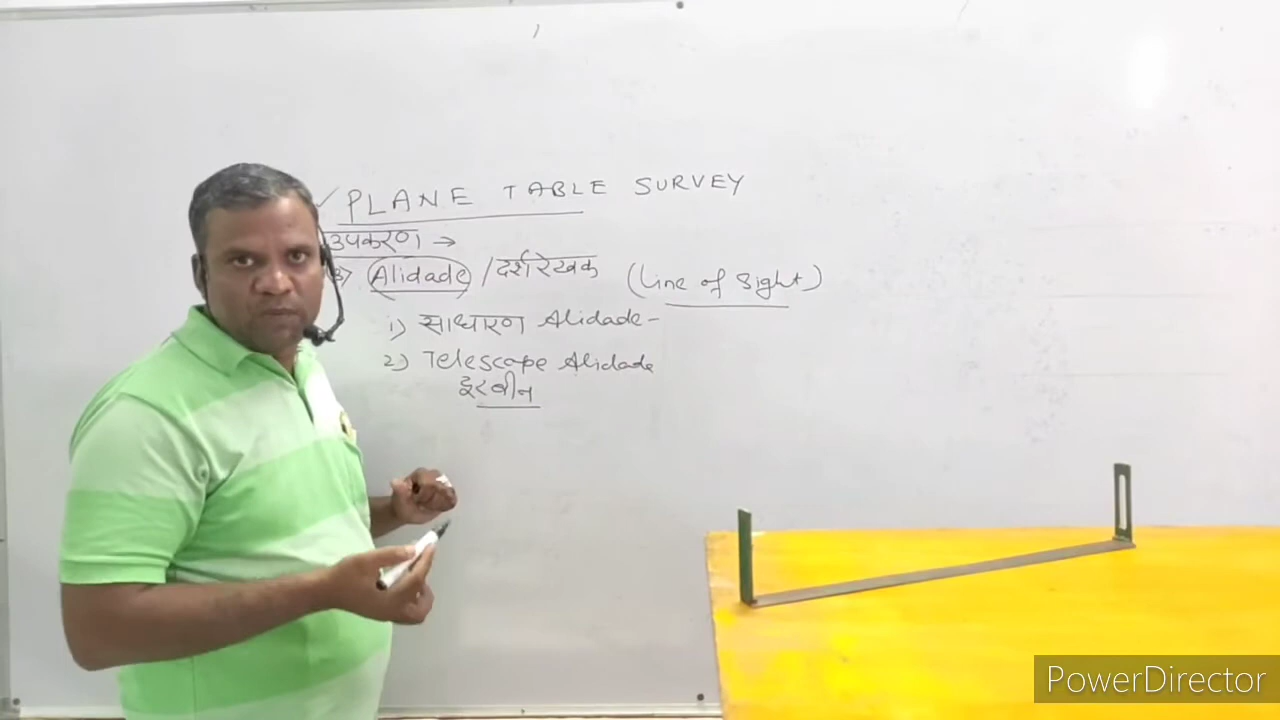 ✓ PLANE TABLE SURVEY
उपकरण →
Alidade / दर्शरेखक (Line of Sight)
1) साधारण Alidade -
2) Telescope Alidade
दूरबीन
PowerDirector